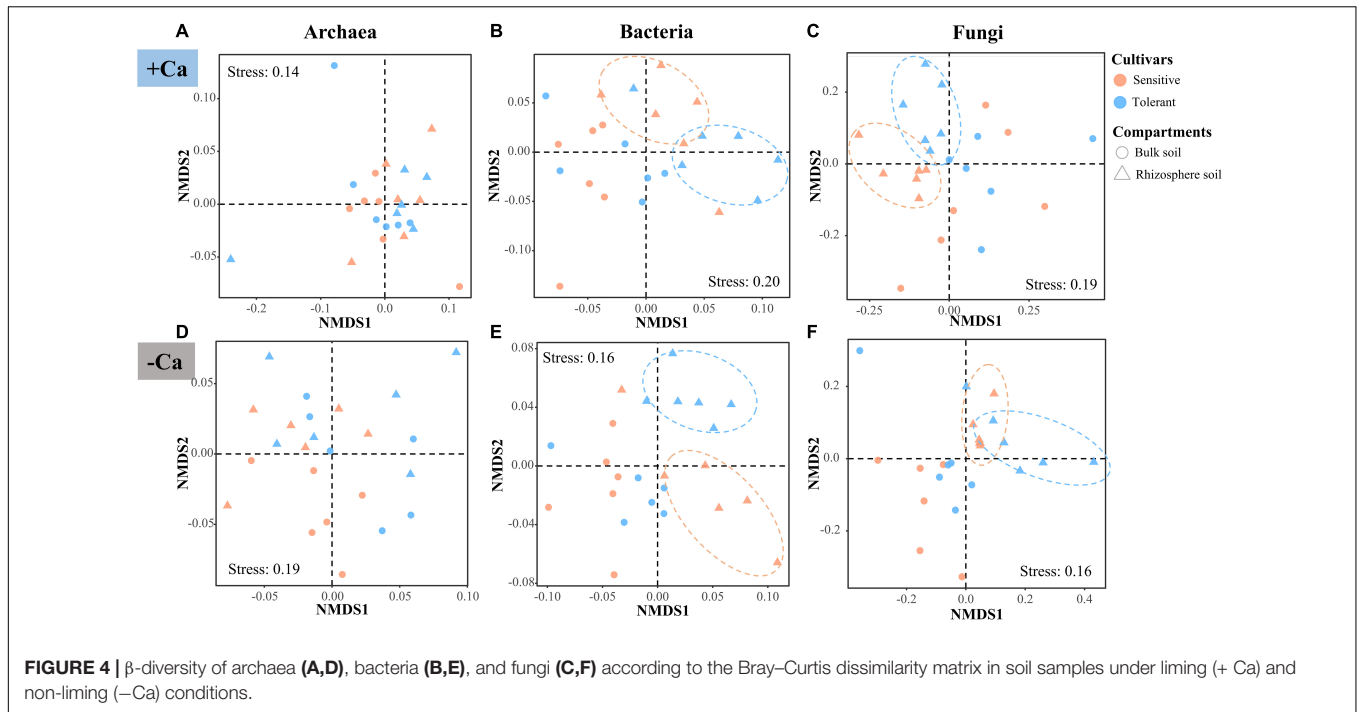 A
Archaea
B
Bacteria
C
Fungi
+Ca
Stress: 0.14
NMDS2
0.10
0.05
0.00
-0.05
-0.2
-0.1
0.0
0.1
NMDS1
NMDS2
0.05
0.00
-0.05
-0.10
Stress: 0.20
-0.05
0.00
0.05
0.10
NMDS1
NMDS2
0.2
0.0
-0.2
Stress: 0.19
-0.25
0.00
0.25
NMDS1
Cultivars
Sensitive
Tolerant
Compartments
Bulk soil
Rhizosphere soil
D
-Ca
NMDS2
0.05
0.00
-0.05
Stress: 0.19
-0.05
0.00
0.05
0.10
NMDS1
E
Stress: 0.16
NMDS2
0.08
0.04
0.00
-0.04
-0.08
-0.10
-0.05
0.00
0.05
0.10
NMDS1
F
NMDS2
0.2
0.0
-0.2
Stress: 0.16
-0.2
0.0
0.2
0.4
NMDS1
FIGURE 4 | β-diversity of archaea (A,D), bacteria (B,E), and fungi (C,F) according to the Bray–Curtis dissimilarity matrix in soil samples under liming (+ Ca) and
non-liming (−Ca) conditions.